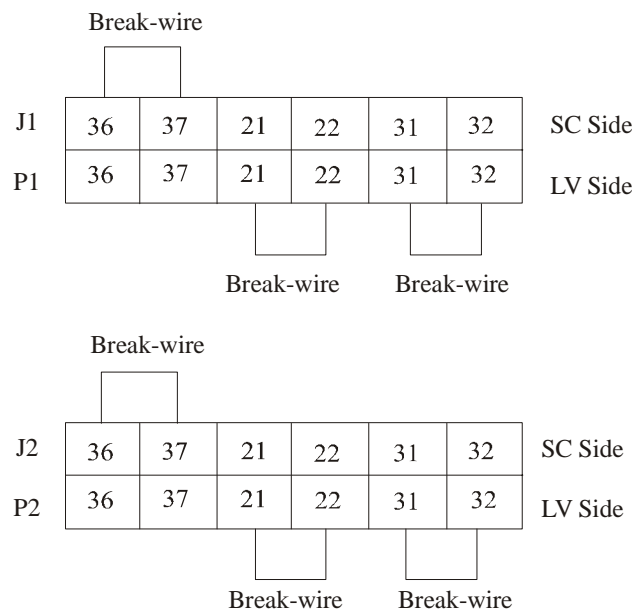 Break-wire
J1 36 37 21 22 31 32 SC Side
P1 36 37 21 22 31 32 LV Side
Break-wire Break-wire
Break-wire
J2 36 37 21 22 31 32 SC Side
P2 36 37 21 22 31 32 LV Side
Break-wire Break-wire